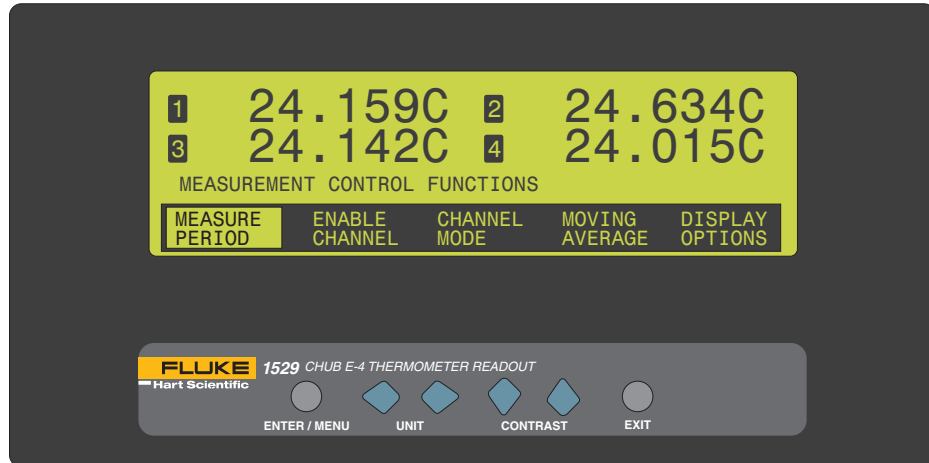 1 24.159C 2 24.634C
3 24.142C 4 24.015C
MEASUREMENT CONTROL FUNCTIONS
MEASURE ENABLE CHANNEL MOVING DISPLAY
PERIOD CHANNEL MODE AVERAGE OPTIONS
FLUKE 1529 CHUB E-4 THERMOMETER READOUT
Hart Scientific
ENTER / MENU UNIT CONTRAST EXIT